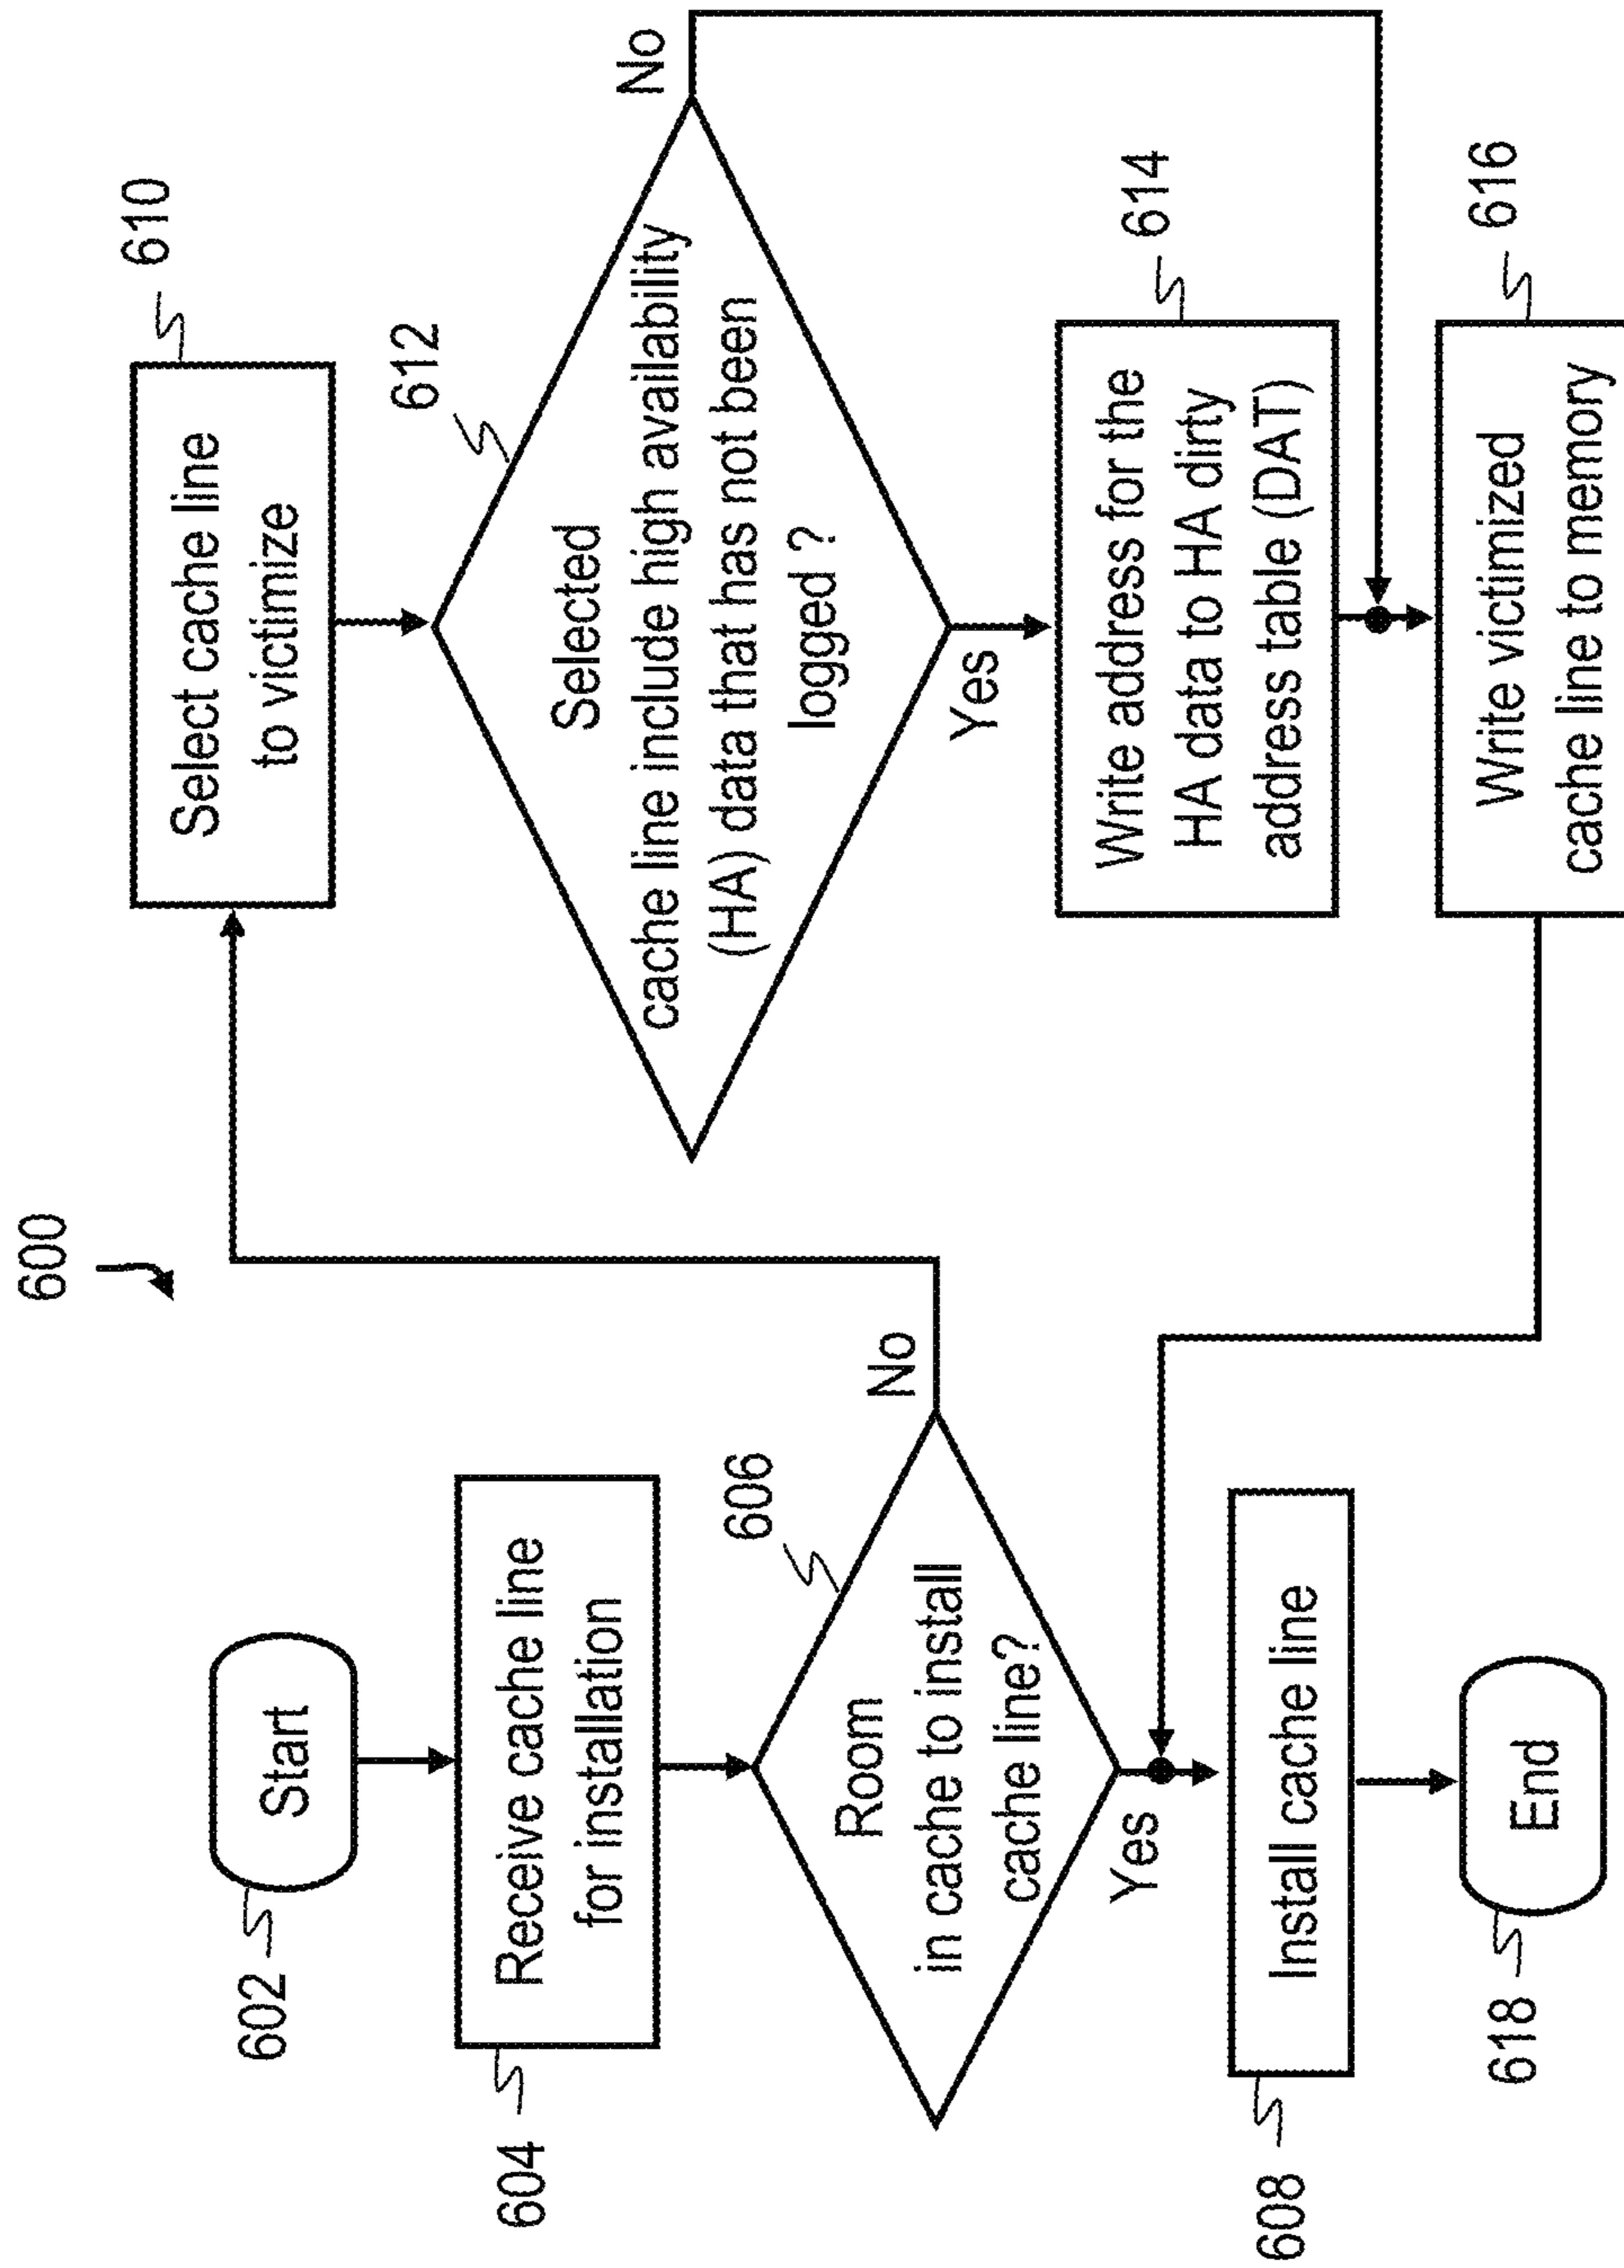 600
602
Start
604
Receive cache line
for installation
606
Room
in cache to install
cache line?
No
Yes
608
Install cache line
618
End
610
Select cache line
to victimize
612
Selected
cache line include high availability
(HA) data that has not been
logged ?
No
Yes
614
Write address for the
HA data to HA dirty
address table (DAT)
616
Write victimized
cache line to memory